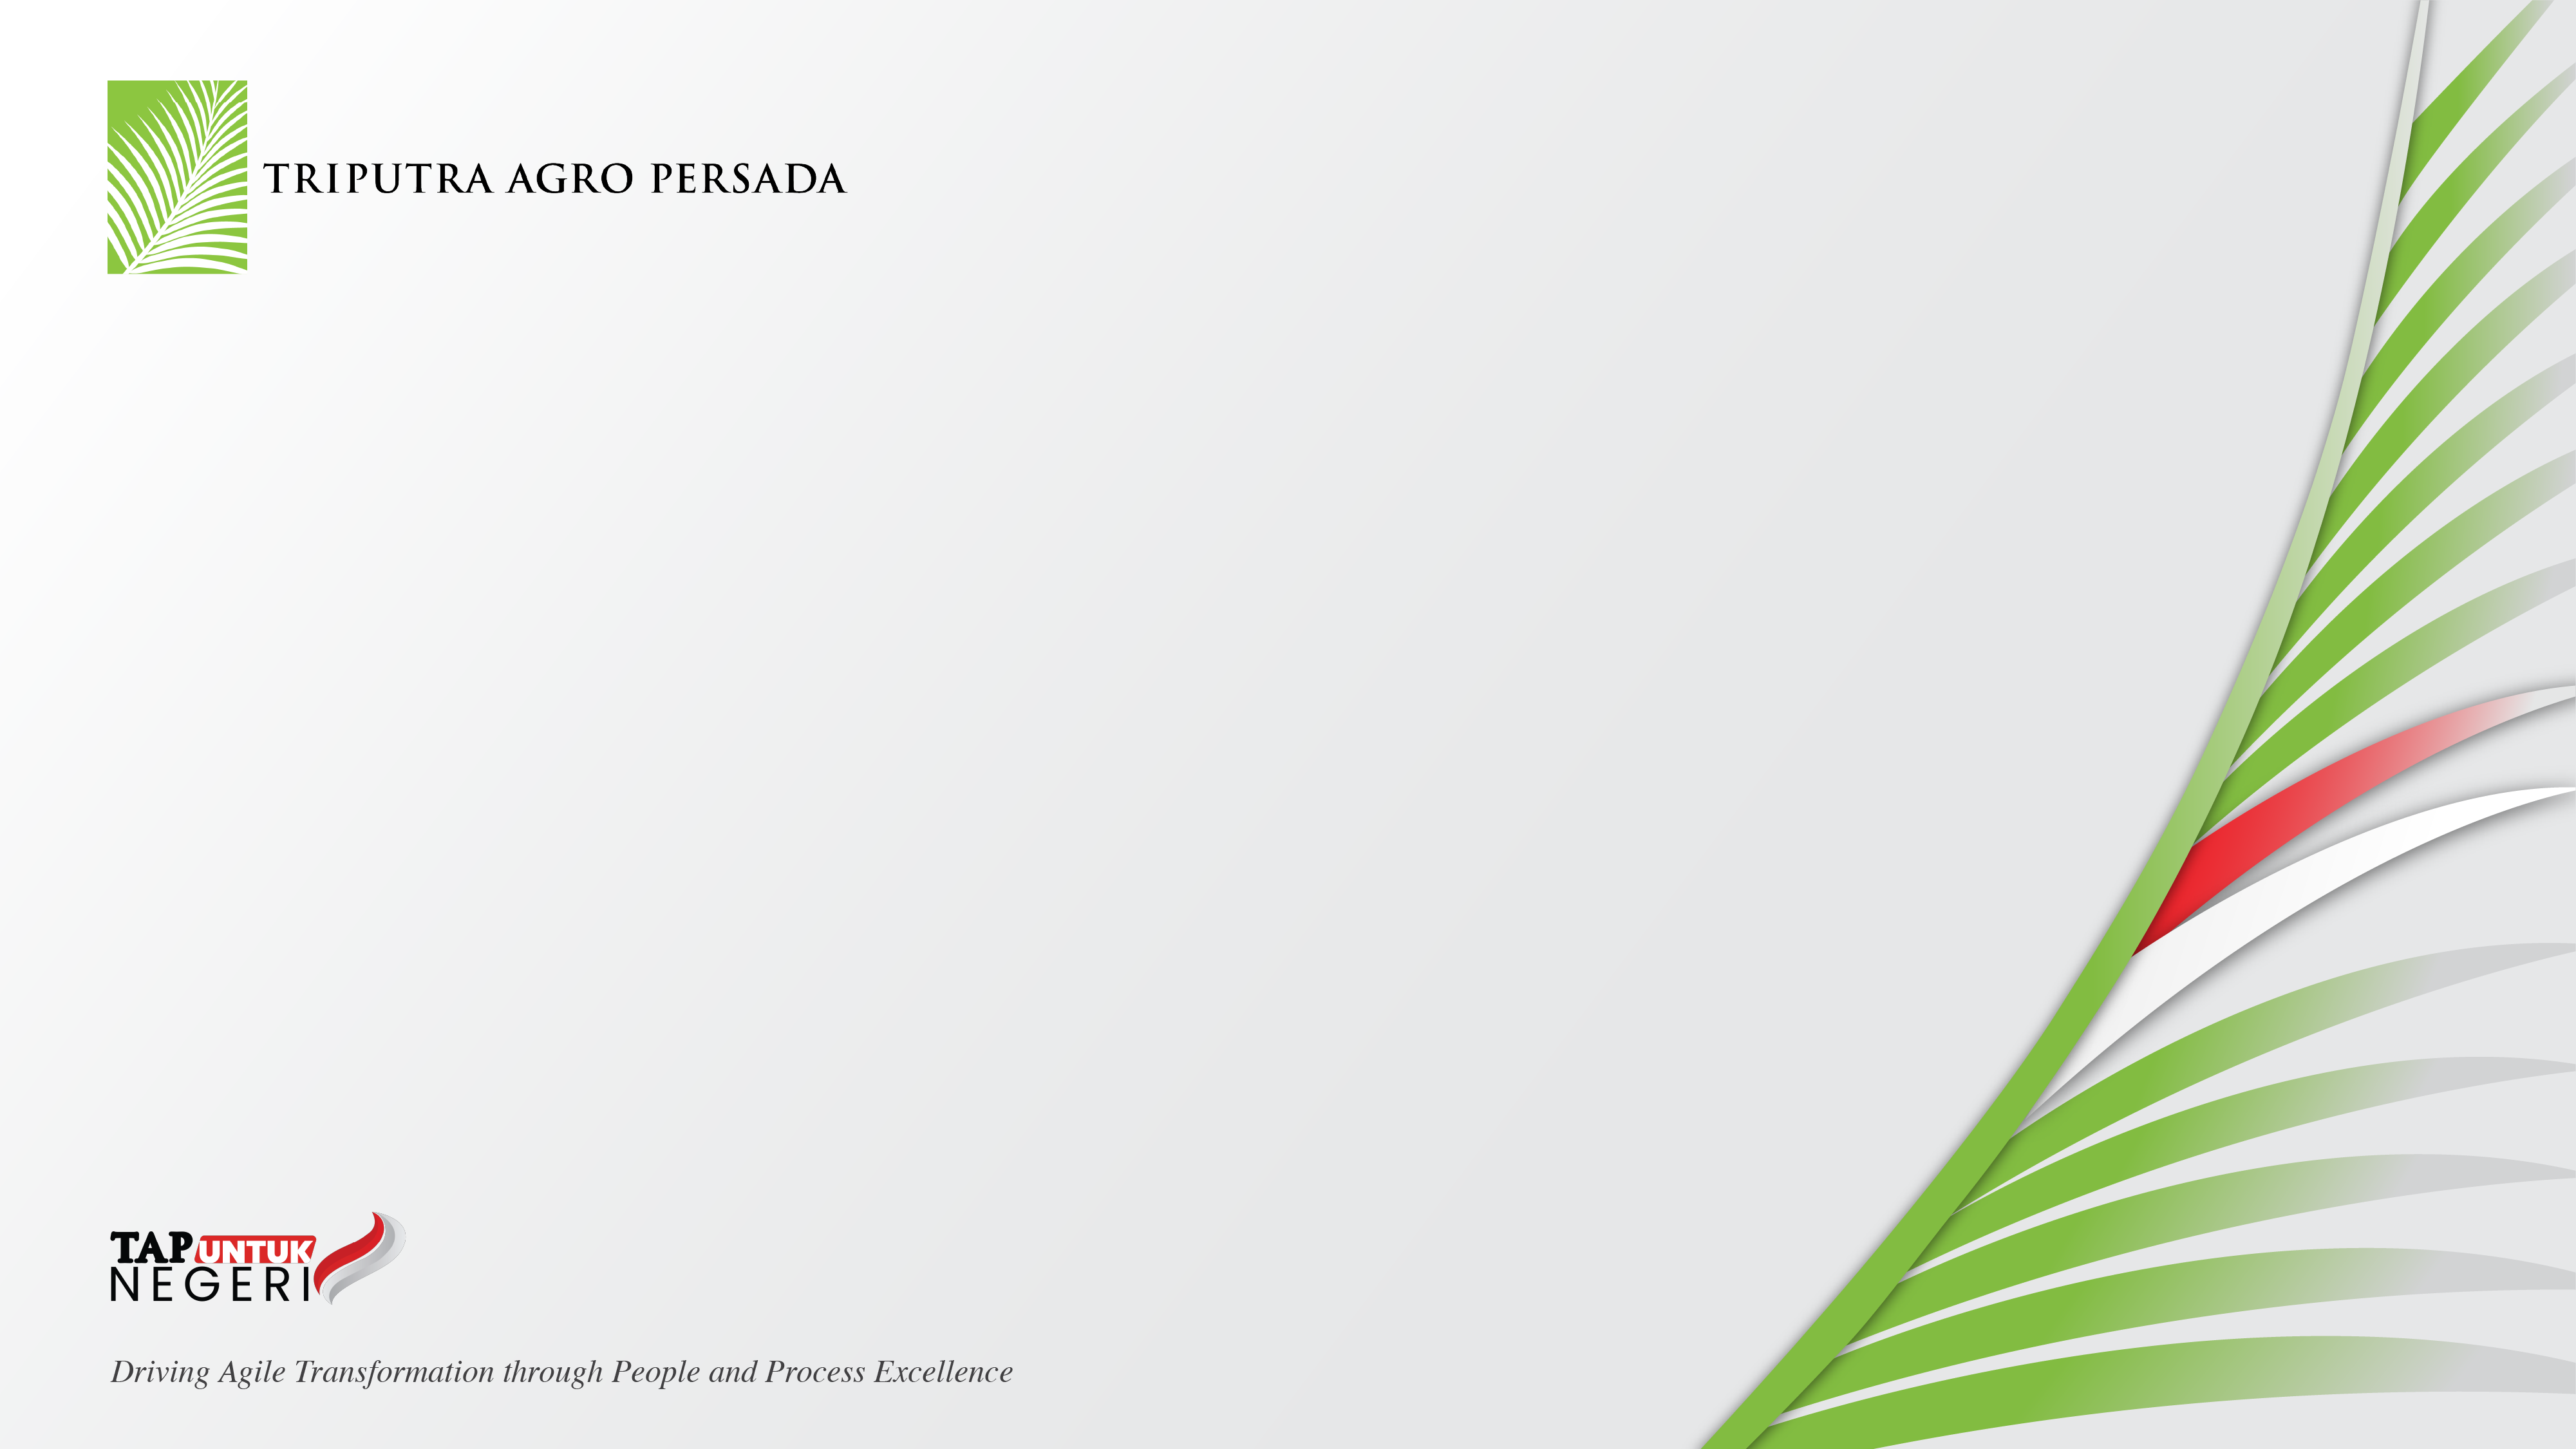 TRIPUTRA AGRO PERSADA
TAP UNTUK
NEGERI
Driving Agile Transformation through People and Process Excellence